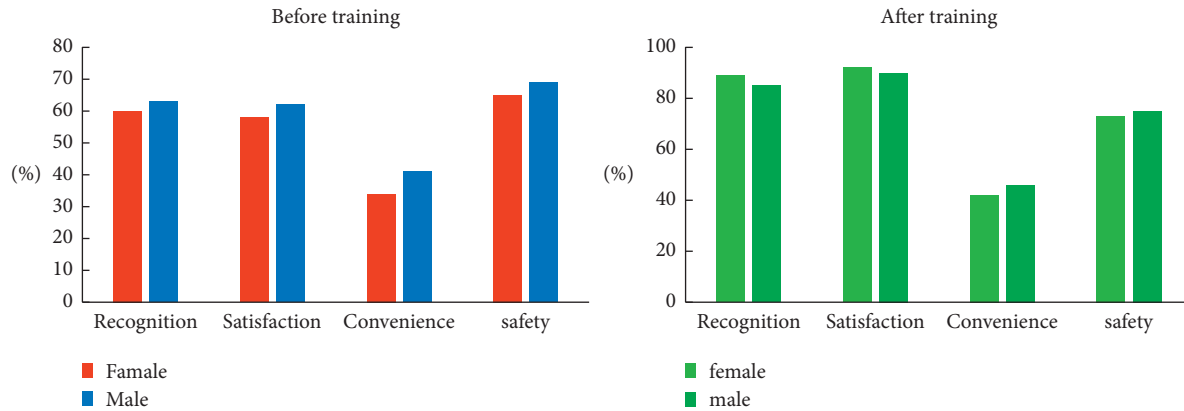 Before training
80
70
60
50
40
30
20
10
0
(%)
Recognition Satisfaction Convenience safety
Famale
Male
After training
100
80
60
40
20
0
(%)
Recognition Satisfaction Convenience safety
female
male